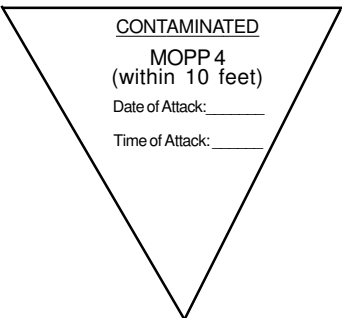 CONTAMINATED
MOPP 4
(within 10 feet)
Date of Attack:_______
Time of Attack:______